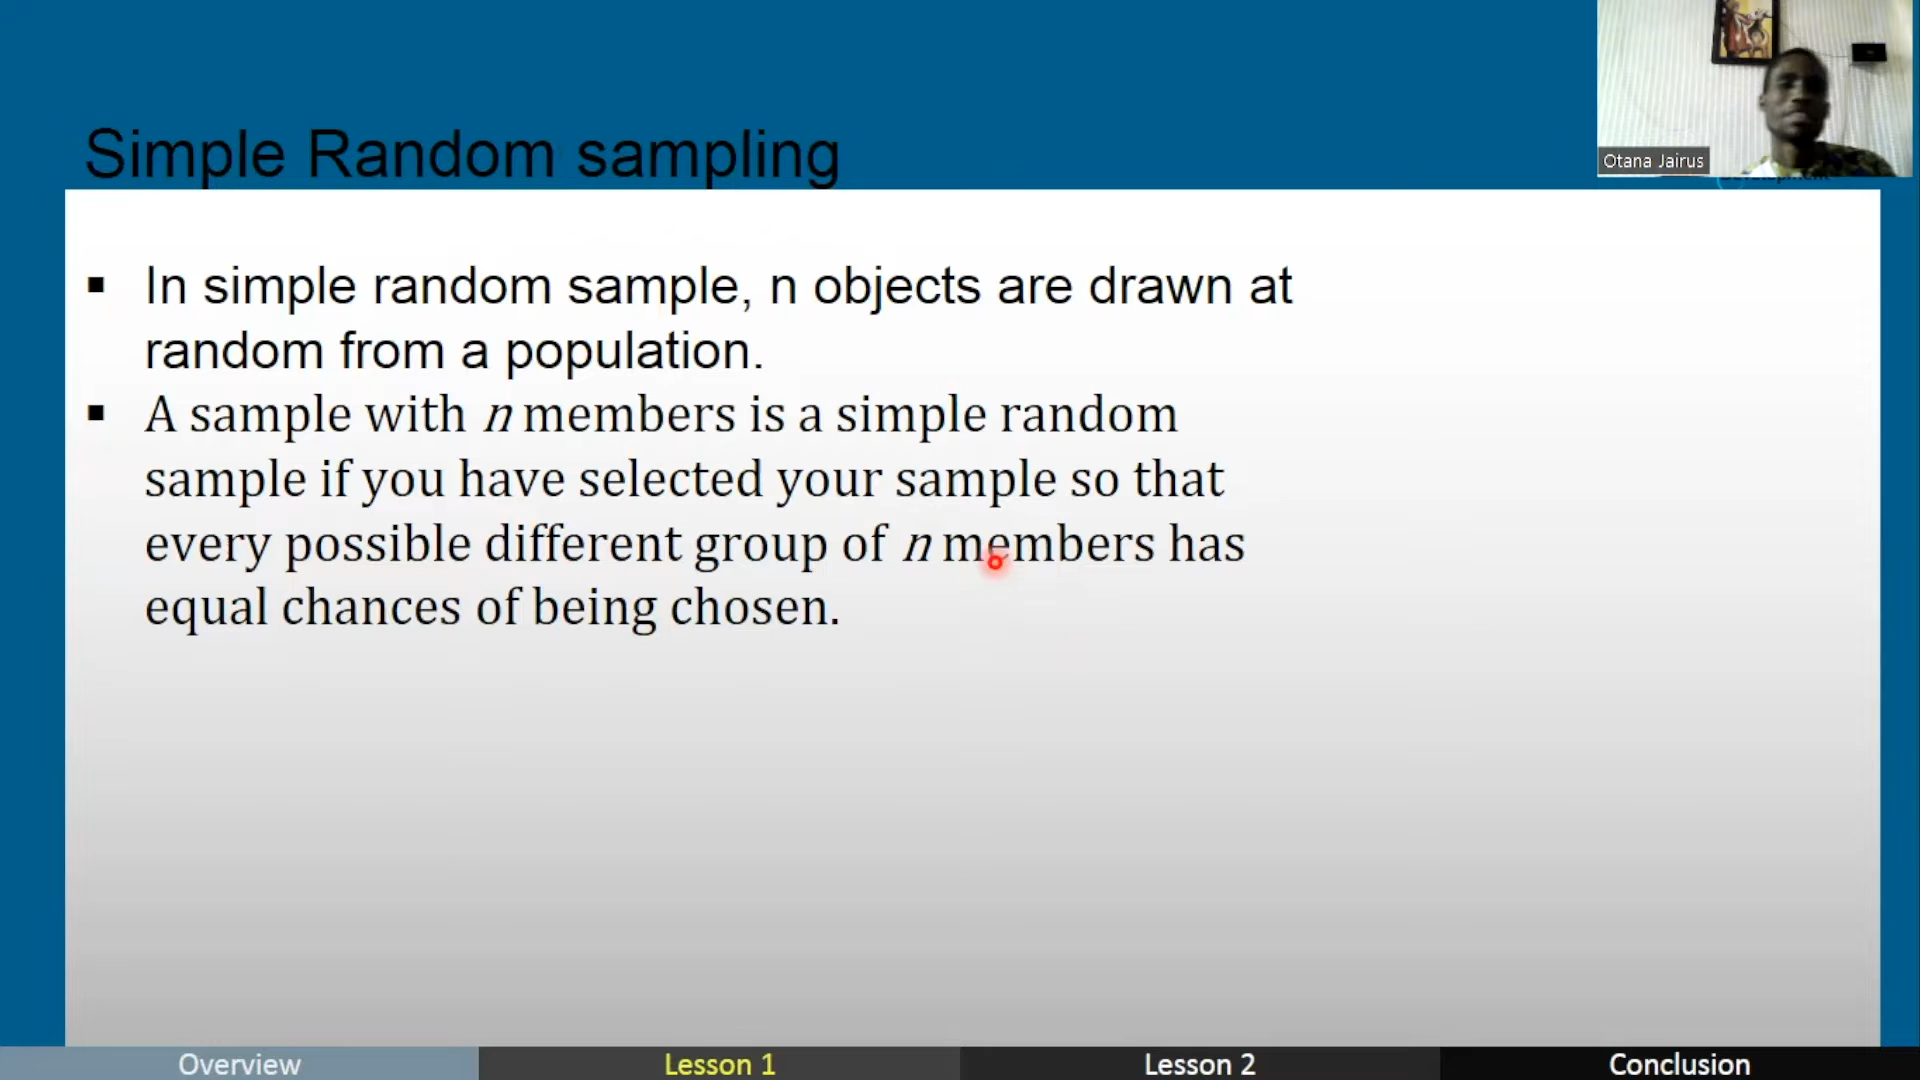 Simple Random sampling
Otana Jairus
▪ In simple random sample, n objects are drawn at
random from a population.
▪ A sample with n members is a simple random
sample if you have selected your sample so that
every possible different group of n members has
equal chances of being chosen.
Overview
Lesson 1
Lesson 2
Conclusion